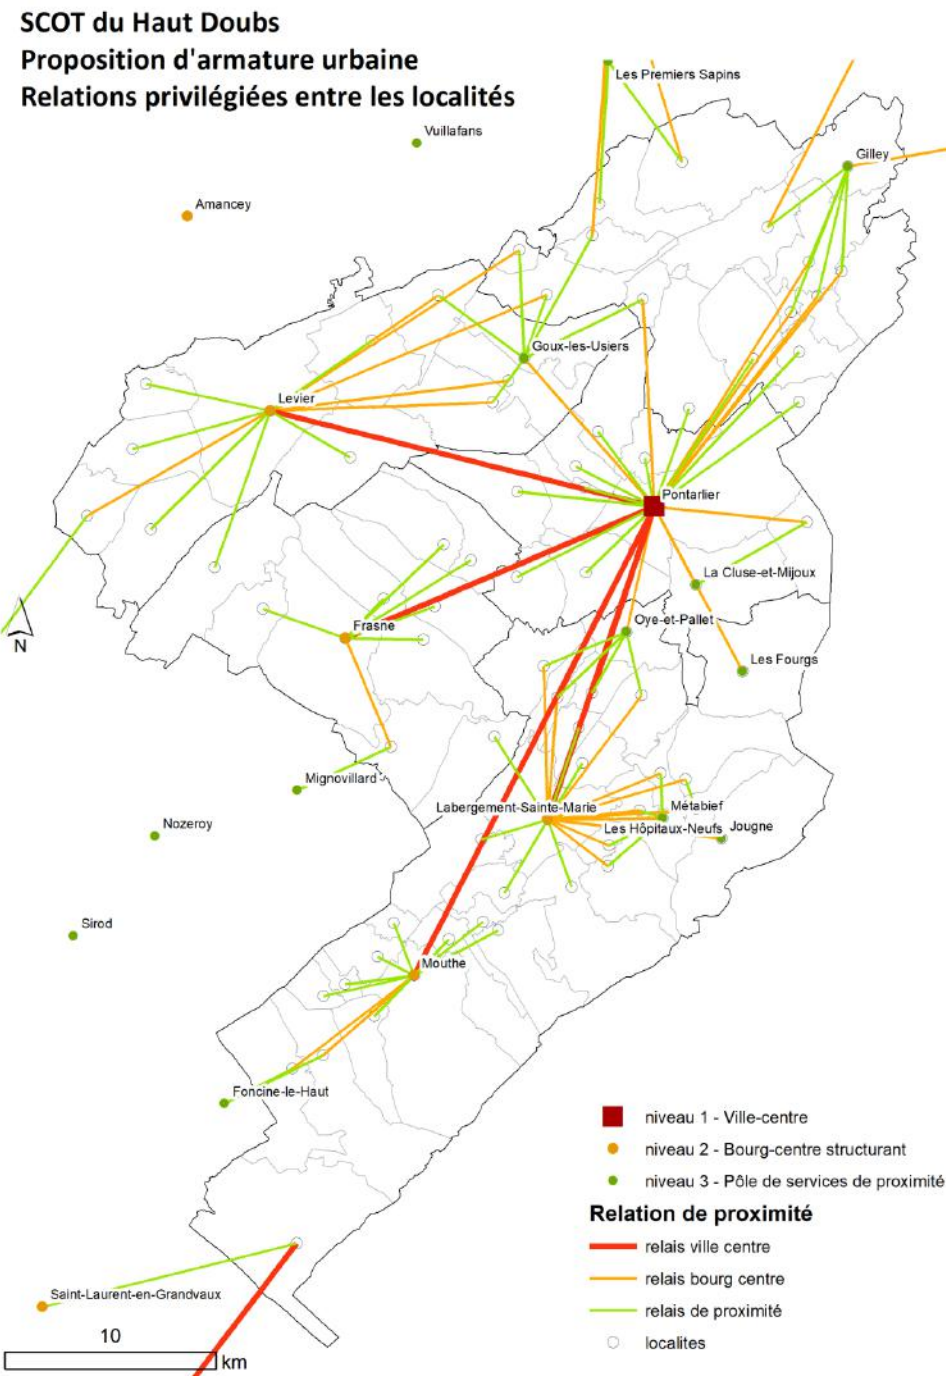 SCOT du Haut Doubs
Proposition d'armature urbaine
Relations privilégiées entre les localités
Les Premiers Sapins
Vuillafans
Gilley
Amancey
Goux-les-Usiers
Levier
Pontarlier
La Cluse-et-Mijoux
Oye-et-Pallet
Frasne
N
Les Fourgs
Mignovillard
Labergement-Sainte-Marie
Métabief
Les Hôpitaux-Neufs
Jougne
Nozeroy
Sirod
Mouthe
Foncine-le-Haut
niveau 1 - Ville-centre
niveau 2 - Bourg-centre structurant
niveau 3 - Pôle de services de proximité
Relation de proximité
relais ville centre
relais bourg centre
relais de proximité
localites
Saint-Laurent-en-Grandvaux
10
km